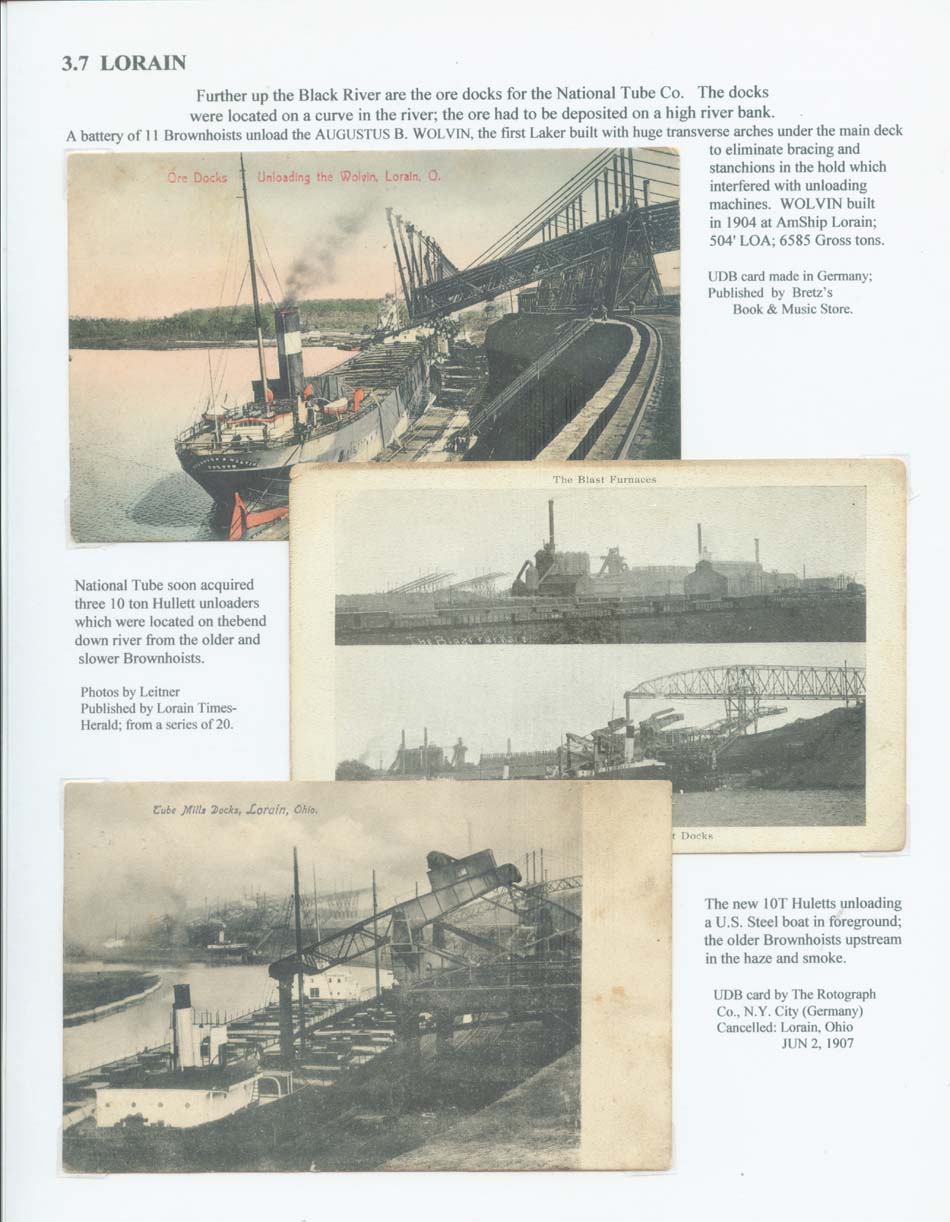 3.7 LORAIN
Further up the Black River are the ore docks for the National Tube Co. The docks
were located on a curve in the river; the ore had to be deposited on a high river bank.
A battery of 11 Brownhoists unload the AUGUSTUS B. WOLVIN, the first Laker built with huge transverse arches under the main deck
to eliminate bracing and
stanchions in the hold which
interfered with unloading
machines. WOLVIN built
in 1904 at AmShip Lorain;
504' LOA; 6585 Gross tons.
UDB card made in Germany;
Published by Bretz's
Book & Music Store.
Ore Docks Unloading the Wolvin, Lorain, O.
The Blast Furnaces
The Blast Furnace
National Tube soon acquired
three 10 ton Hullett unloaders
which were located on thebend
down river from the older and
slower Brownhoists.
Photos by Leitner
Published by Lorain Times-
Herald; from a series of 20.
t Docks
Tube Mills Docks, Lorain, Ohio.
The new 10T Huletts unloading
a U.S. Steel boat in foreground;
the older Brownhoists upstream
in the haze and smoke.
UDB card by The Rotograph
Co., N.Y. City (Germany)
Cancelled: Lorain, Ohio
JUN 2, 1907